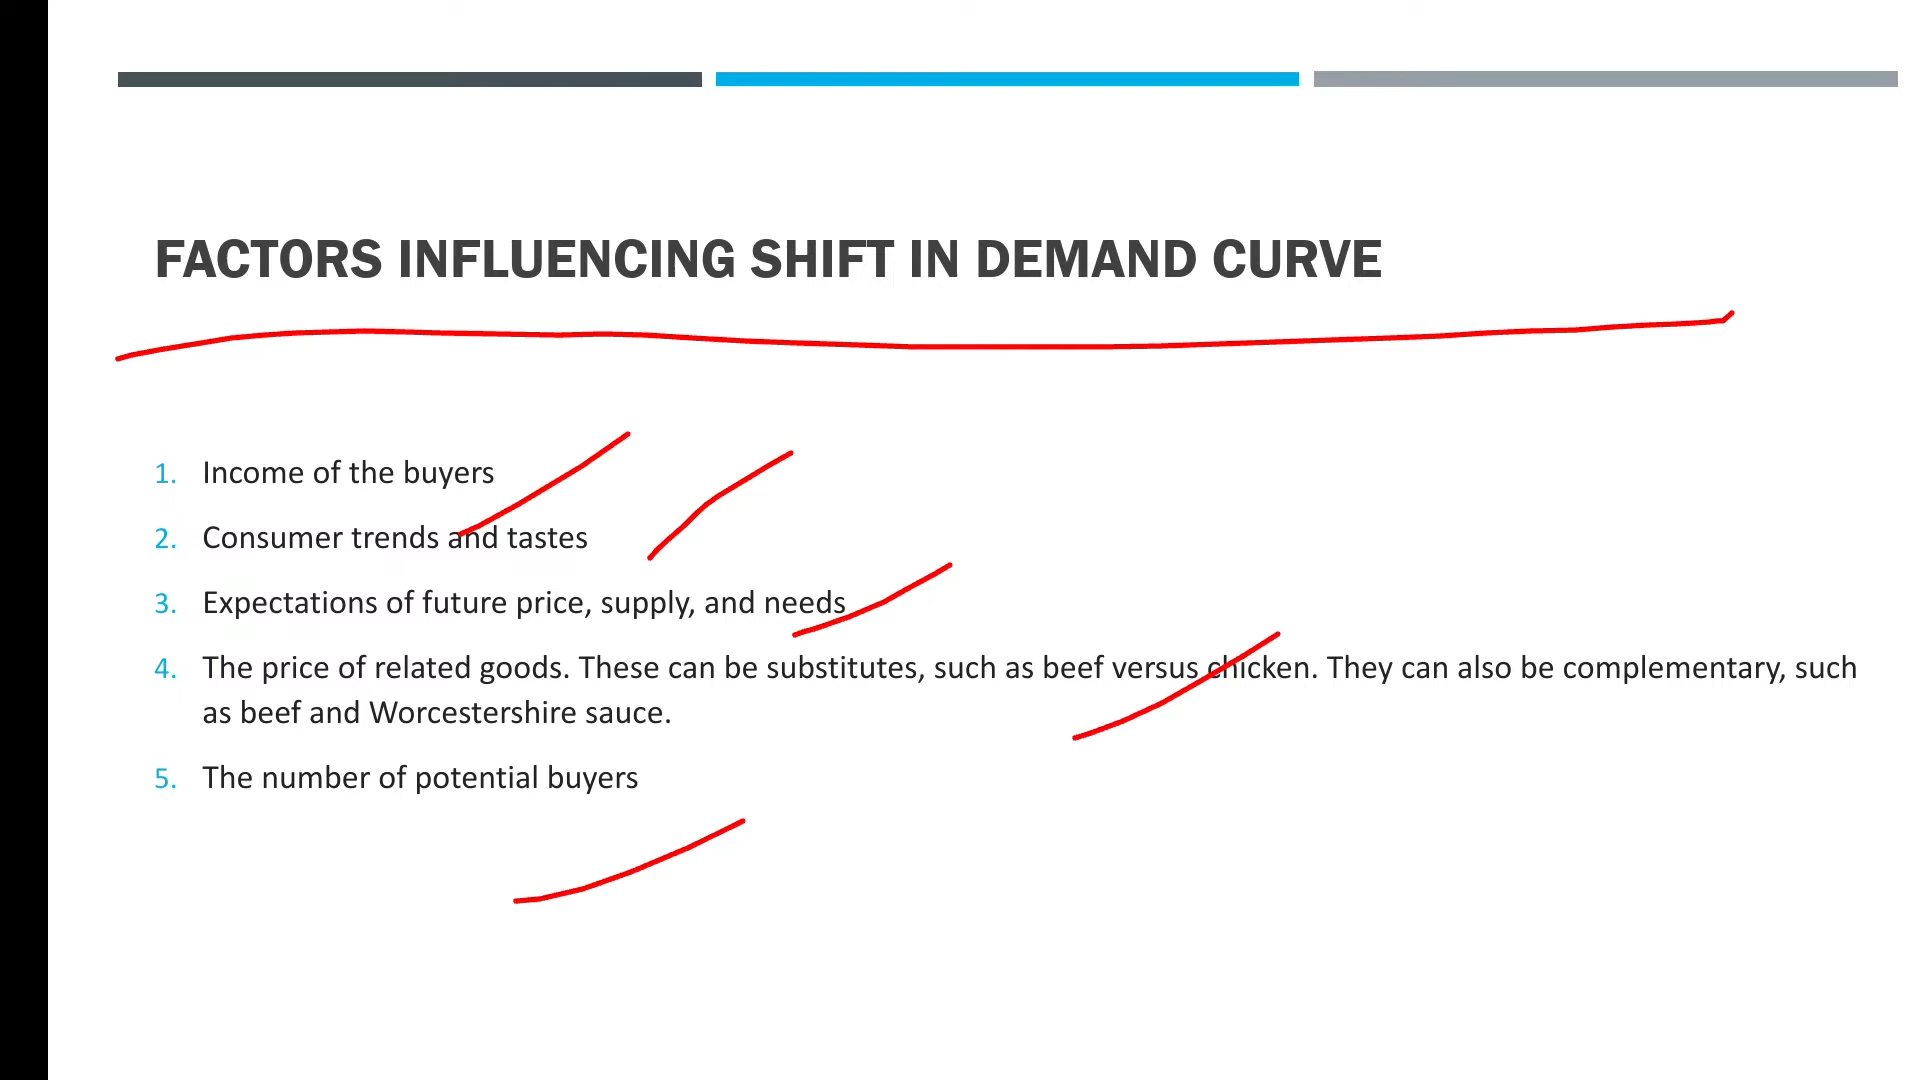 FACTORS INFLUENCING SHIFT IN DEMAND CURVE
1. Income of the buyers
2. Consumer trends and tastes
3. Expectations of future price, supply, and needs
4. The price of related goods. These can be substitutes, such as beef versus chicken. They can also be complementary, such
as beef and Worcestershire sauce.
5. The number of potential buyers